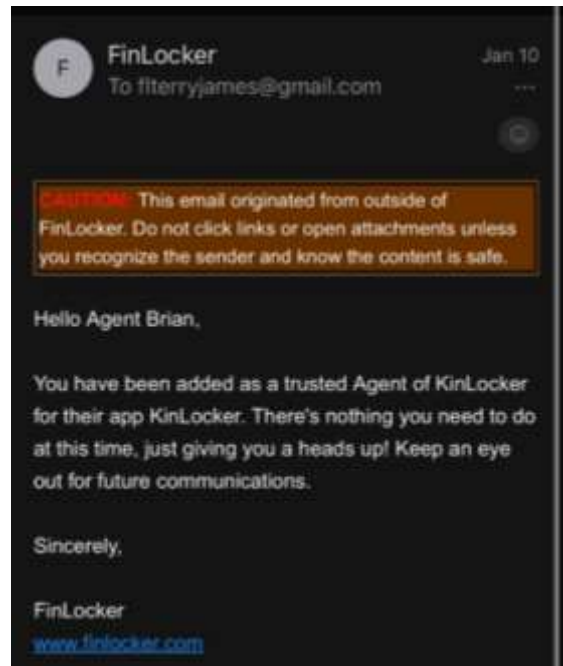 F
FinLocker
Jan 10
To flterryjames@gmail.com
...
CAUTION: This email originated from outside of
FinLocker. Do not click links or open attachments unless
you recognize the sender and know the content is safe.
Hello Agent Brian,
You have been added as a trusted Agent of KinLocker
for their app KinLocker. There's nothing you need to do
at this time, just giving you a heads up! Keep an eye
out for future communications.
Sincerely,
FinLocker
www.finlocker.com